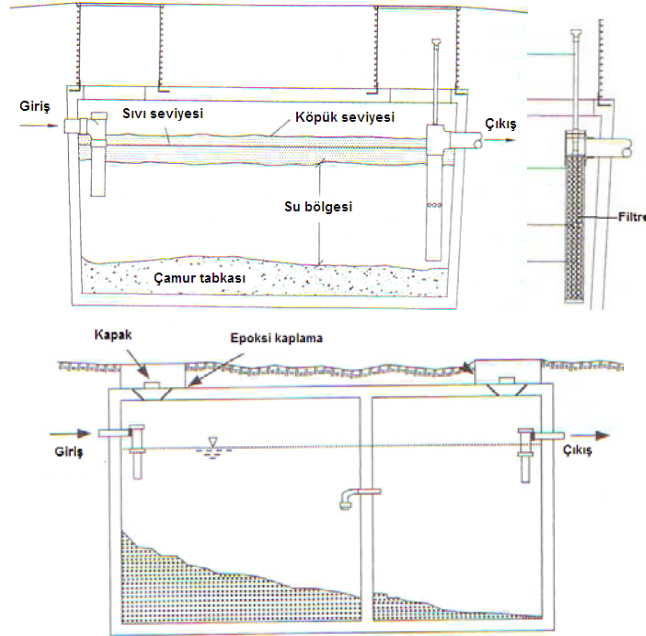 Giriş
Sıvı seviyesi
Köpük seviyesi
Çıkış
Su bölgesi
Filtre
Çamur tabkası
Kapak
Epoksi kaplama
Giriş
Çıkış